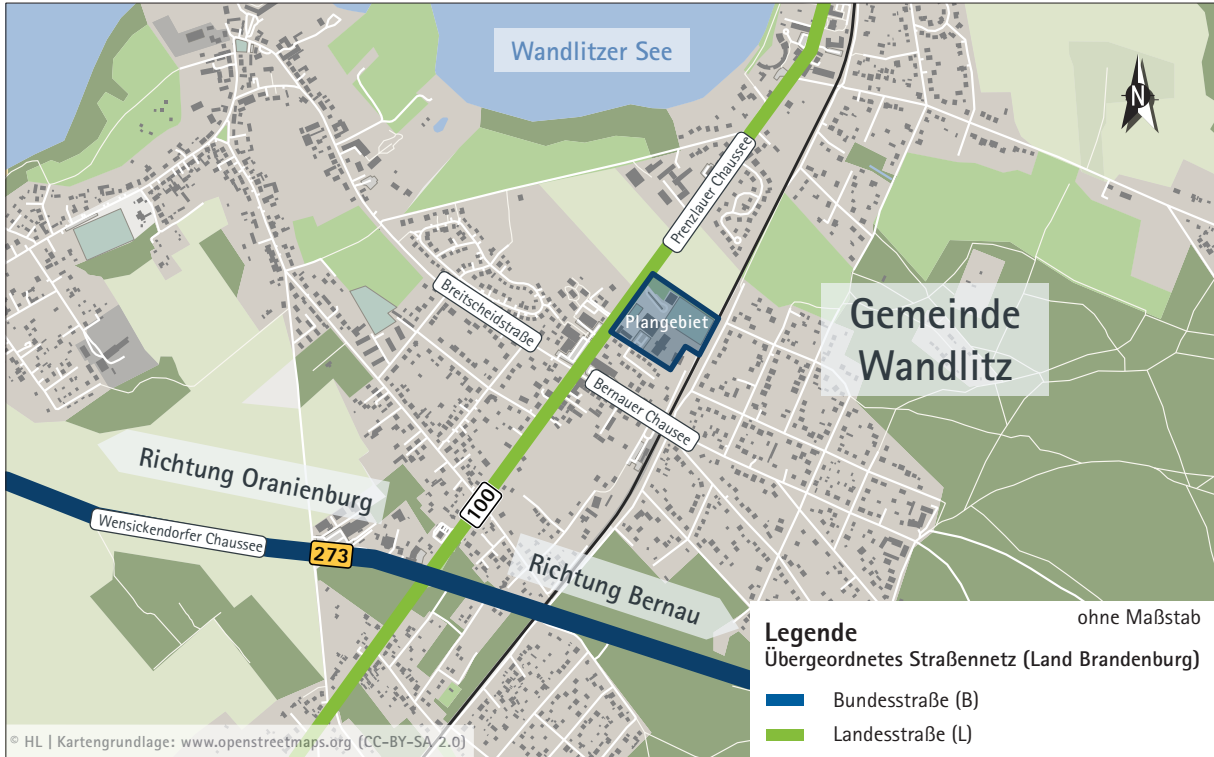 Wandlitzer See
N
Prenzlauer Chaussee
Breitscheidstraße
Plangebiet
Gemeinde
Wandlitz
Bernauer Chausee
Richtung Oranienburg
100
Wensickendorfer Chaussee
273
Richtung Bernau
ohne Maßstab
Legende
Übergeordnetes Straßennetz (Land Brandenburg)
Bundesstraße (B)
Landesstraße (L)
© HL | Kartengrundlage: www.openstreetmaps.org (CC-BY-SA 2.0)